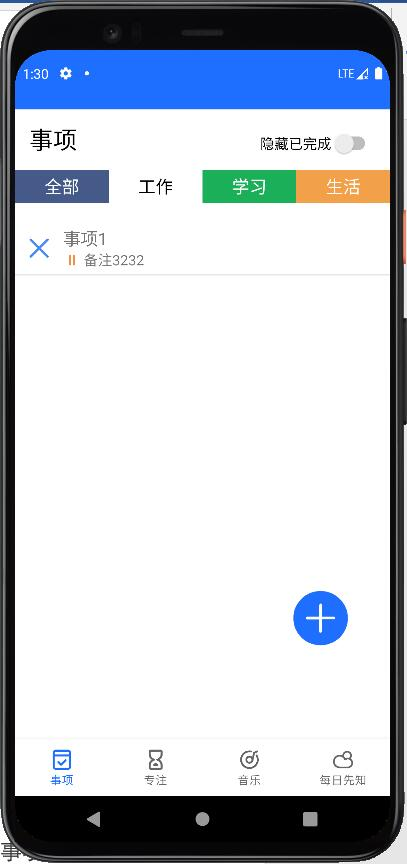 1:30
LTE
事项
隐藏已完成
全部 工作 学习 生活
事项1
备注3232
事项 专注 音乐 每日先知
事